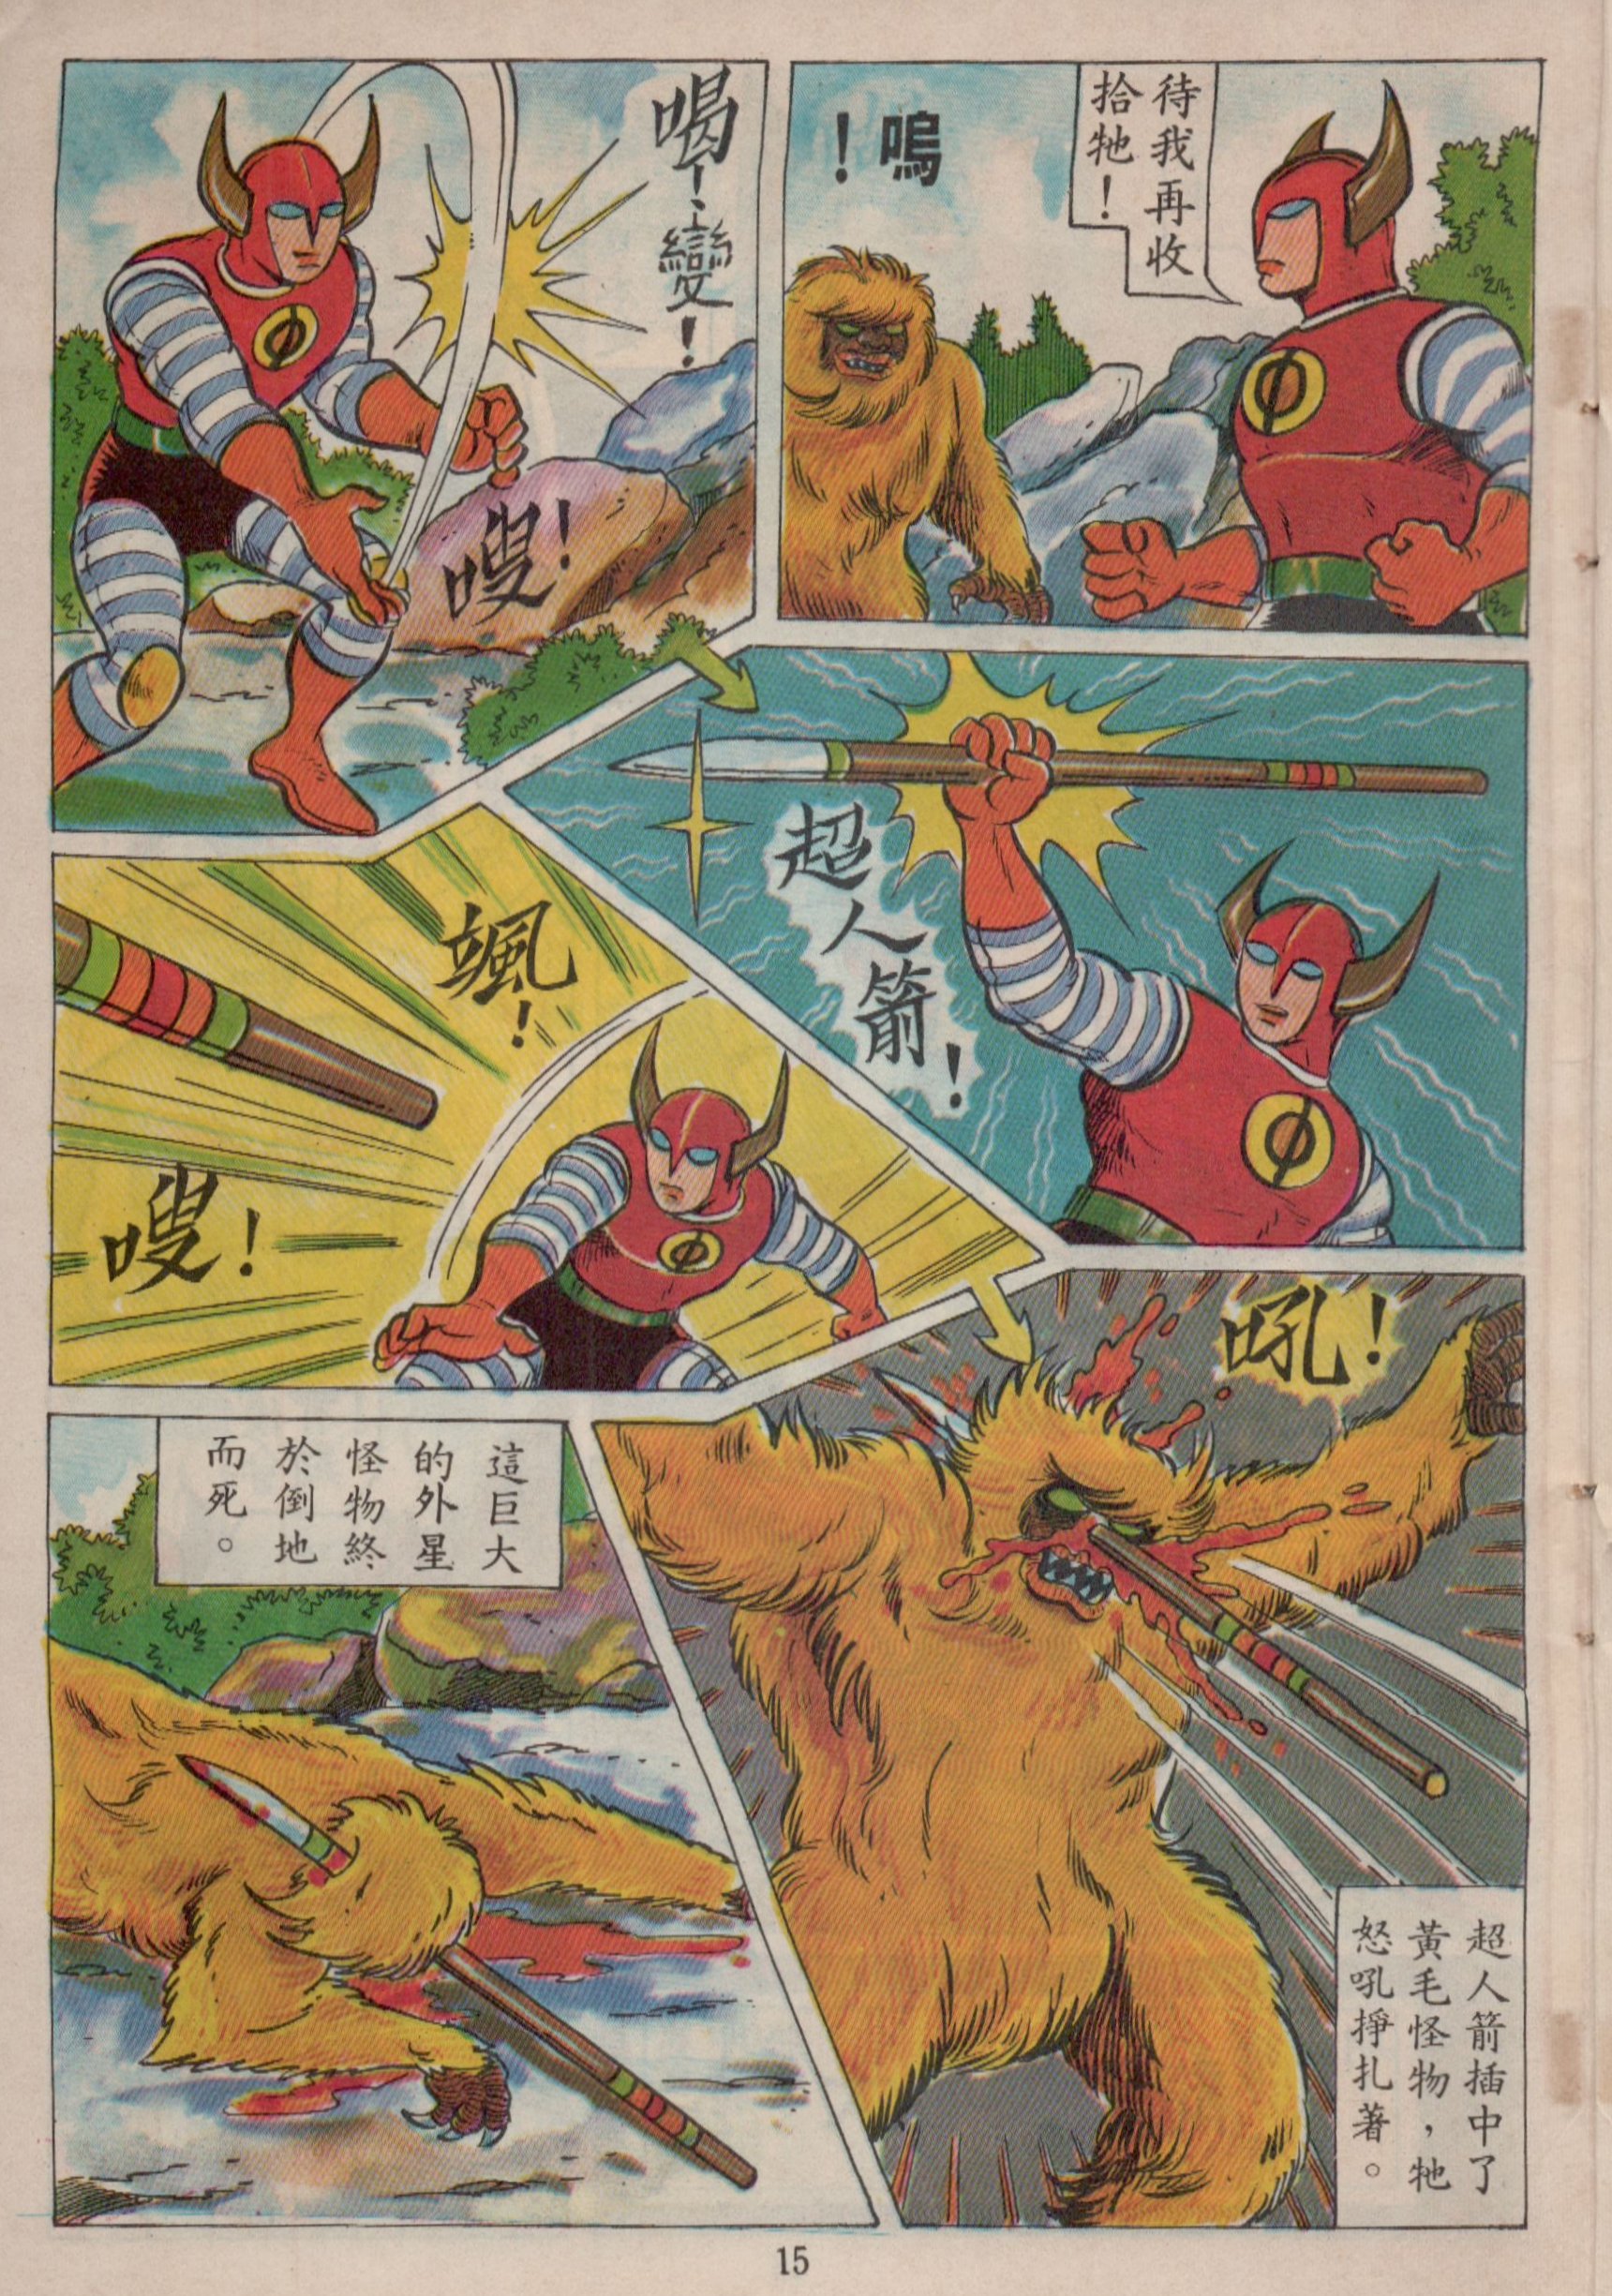 待我再收
拾牠！
嗚！
喝！變！
嗖！
超人箭！
颯！
嗖！
吼！
超人箭插中了
黃毛怪物，牠
怒吼掙扎著。
這巨大
的外星
怪物終
於倒地
而死。
15